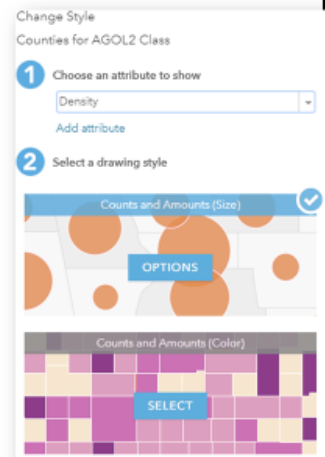 Change Style
Counties for AGOL2 Class
1 Choose an attribute to show
Density
Add attribute
2 Select a drawing style
Counts and Amounts (Size)
OPTIONS
Counts and Amounts (Color)
SELECT